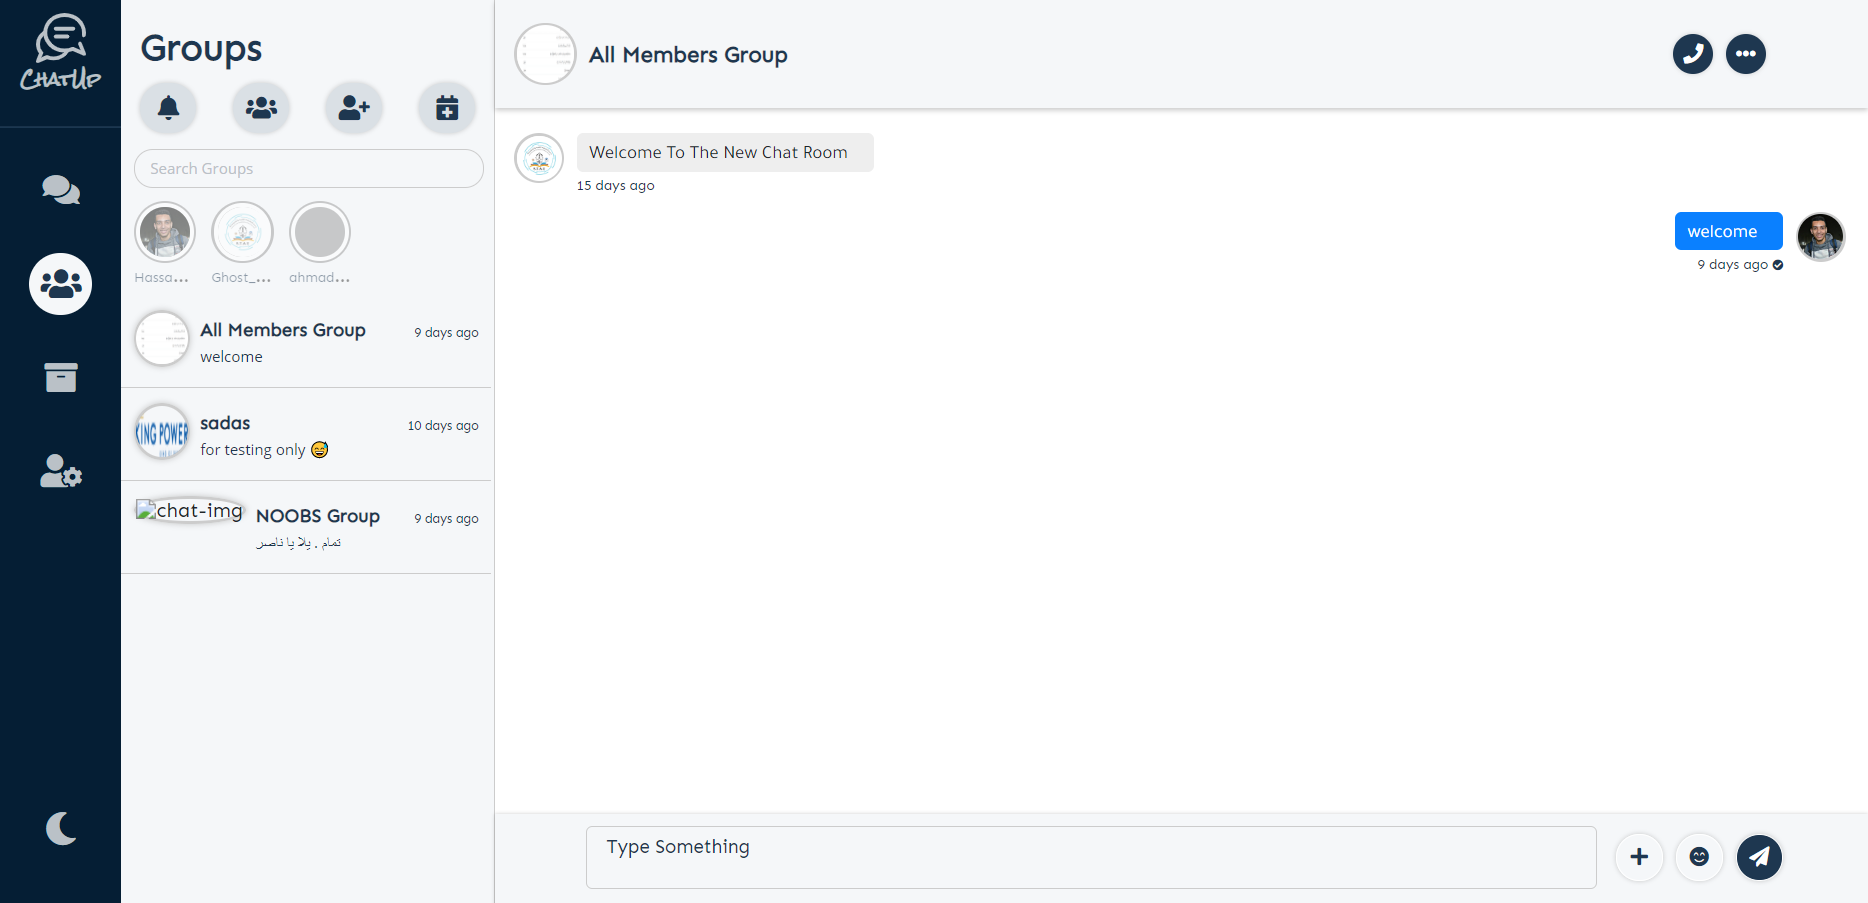 ChatUp
Groups
Search Groups
Hassa...
Ghost_...
ahmad...
All Members Group
9 days ago
welcome
KING POWER
sadas
10 days ago
for testing only 😅
chat-img
NOOBS Group
9 days ago
تمام . يلا يا ناصر
All Members Group
Welcome To The New Chat Room
15 days ago
welcome
9 days ago
Type Something